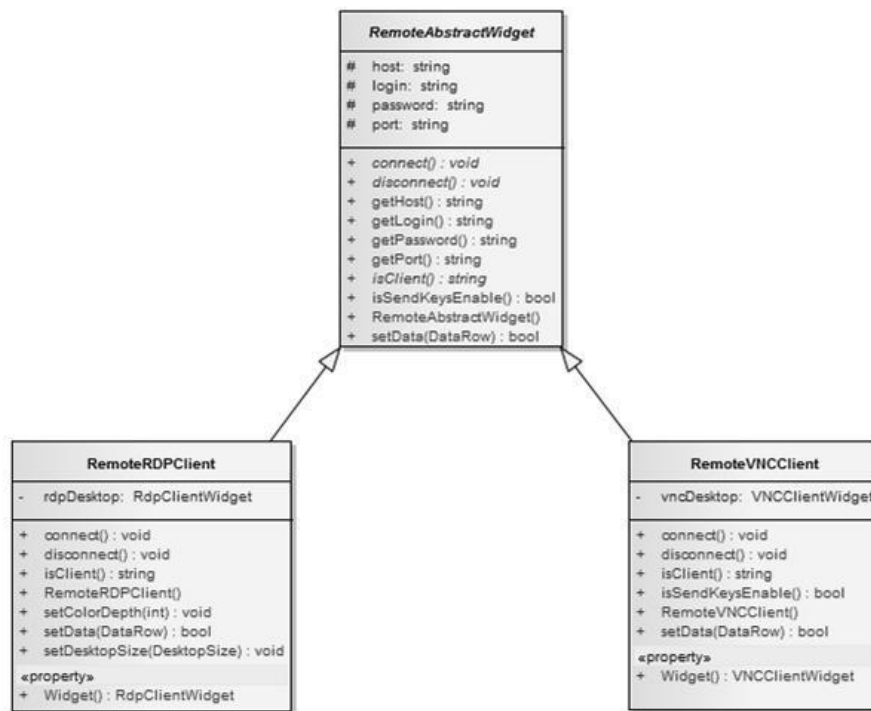 RemoteAbstractWidget
# host: string
# login: string
# password: string
# port: string
+ connect() : void
+ disconnect() : void
+ getHost() : string
+ getLogin() : string
+ getPassword() : string
+ getPort() : string
+ isClient() : string
+ isSendKeysEnable() : bool
+ RemoteAbstractWidget()
+ setData(DataRow) : bool
RemoteRDPClient
- rdpDesktop: RdpClientWidget
+ connect() : void
+ disconnect() : void
+ isClient() : string
+ RemoteRDPClient()
+ setColorDepth(int) : void
+ setData(DataRow) : bool
+ setDesktopSize(DesktopSize) : void
«property»
+ Widget() : RdpClientWidget
RemoteVNCClient
- vncDesktop: VNCClientWidget
+ connect() : void
+ disconnect() : void
+ isClient() : string
+ isSendKeysEnable() : bool
+ RemoteVNCClient()
+ setData(DataRow) : bool
«property»
+ Widget() : VNCClientWidget